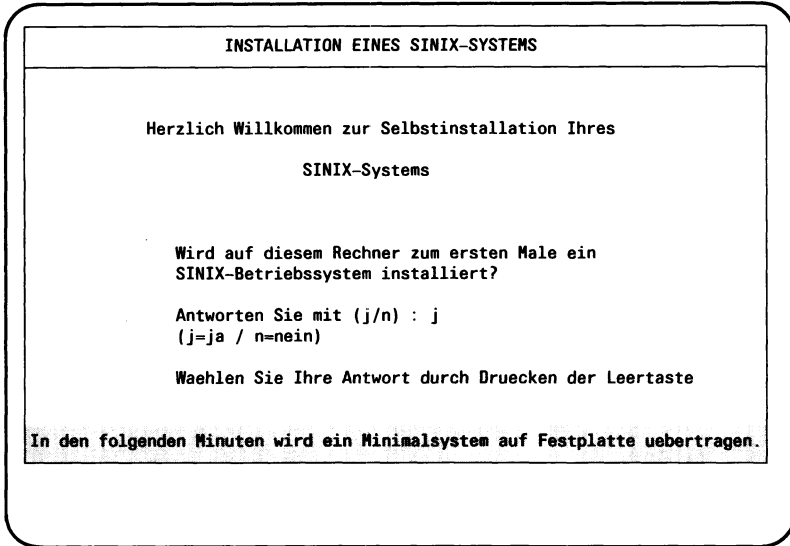 INSTALLATION EINES SINIX-SYSTEMS
Herzlich Willkommen zur Selbstinstallation Ihres
SINIX-Systems
Wird auf diesem Rechner zum ersten Male ein
SINIX-Betriebssystem installiert?
Antworten Sie mit (j/n) : j
(j=ja / n=nein)
Waehlen Sie Ihre Antwort durch Druecken der Leertaste
In den folgenden Minuten wird ein Minimalsystem auf Festplatte uebertragen.